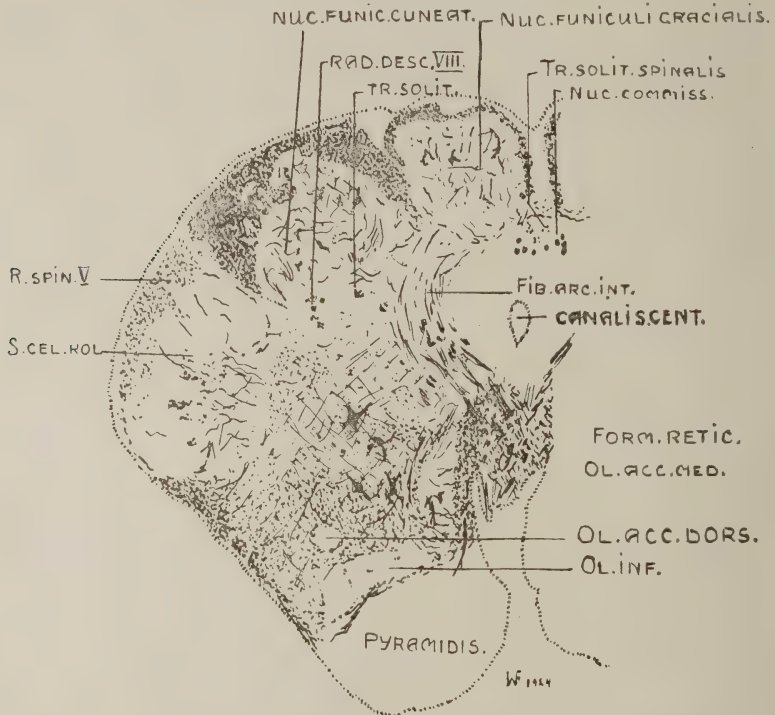 NUC.FUNIC.CUNEAT.
NUC.FUNICULI GRACIALIS.
RAD.DESC.VIII.
TR.SOLIT.SPINALIS
TR.SOLIT.
NUC.COMMISS.
R.SPIN.V
FIB.ARC.INT.
CANALIS.CENT.
S.CEL.ROL
FORM.RETIC.
OL.ACC.MED.
OL.ACC.DORS.
OL.INF.
PYRAMIDIS.
1924